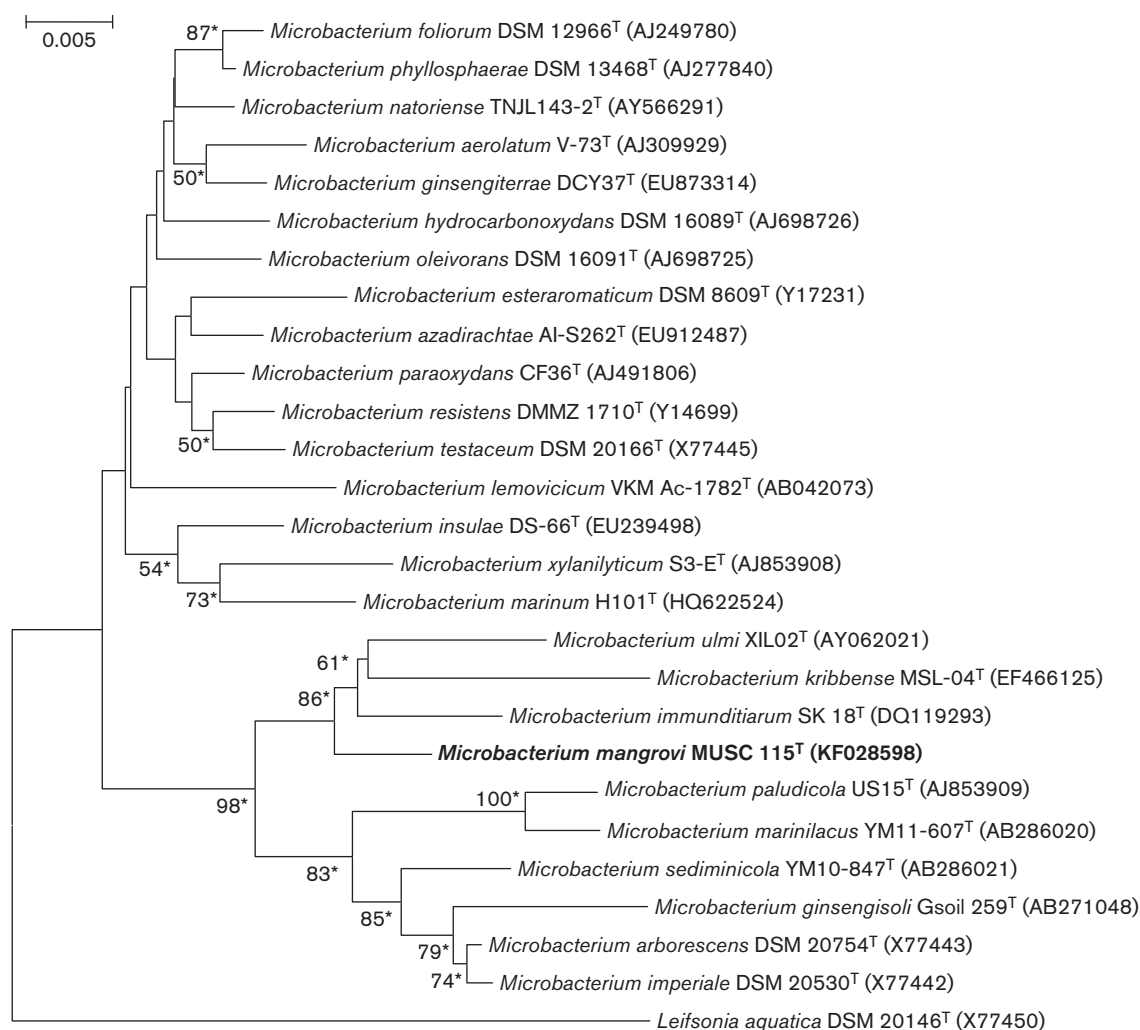 0.005
87*
Microbacterium foliorum DSM 12966ᵀ (AJ249780)
Microbacterium phyllosphaerae DSM 13468ᵀ (AJ277840)
Microbacterium natoriense TNJL143-2ᵀ (AY566291)
Microbacterium aerolatum V-73ᵀ (AJ309929)
50*
Microbacterium ginsengiterrae DCY37ᵀ (EU873314)
Microbacterium hydrocarbonoxydans DSM 16089ᵀ (AJ698726)
Microbacterium oleivorans DSM 16091ᵀ (AJ698725)
Microbacterium esteraromaticum DSM 8609ᵀ (Y17231)
Microbacterium azadirachtae AI-S262ᵀ (EU912487)
Microbacterium paraoxydans CF36ᵀ (AJ491806)
Microbacterium resistens DMMZ 1710ᵀ (Y14699)
50*
Microbacterium testaceum DSM 20166ᵀ (X77445)
Microbacterium lemovicicum VKM Ac-1782ᵀ (AB042073)
Microbacterium insulae DS-66ᵀ (EU239498)
54*
Microbacterium xylanilyticum S3-Eᵀ (AJ853908)
73*
Microbacterium marinum H101ᵀ (HQ622524)
Microbacterium ulmi XIL02ᵀ (AY062021)
61*
Microbacterium kribbense MSL-04ᵀ (EF466125)
86*
Microbacterium immunditiarum SK 18ᵀ (DQ119293)
Microbacterium mangrovi MUSC 115ᵀ (KF028598)
98*
Microbacterium paludicola US15ᵀ (AJ853909)
100*
Microbacterium marinilacus YM11-607ᵀ (AB286020)
83*
Microbacterium sediminicola YM10-847ᵀ (AB286021)
85*
Microbacterium ginsengisoli Gsoil 259ᵀ (AB271048)
79*
Microbacterium arborescens DSM 20754ᵀ (X77443)
74*
Microbacterium imperiale DSM 20530ᵀ (X77442)
Leifsonia aquatica DSM 20146ᵀ (X77450)